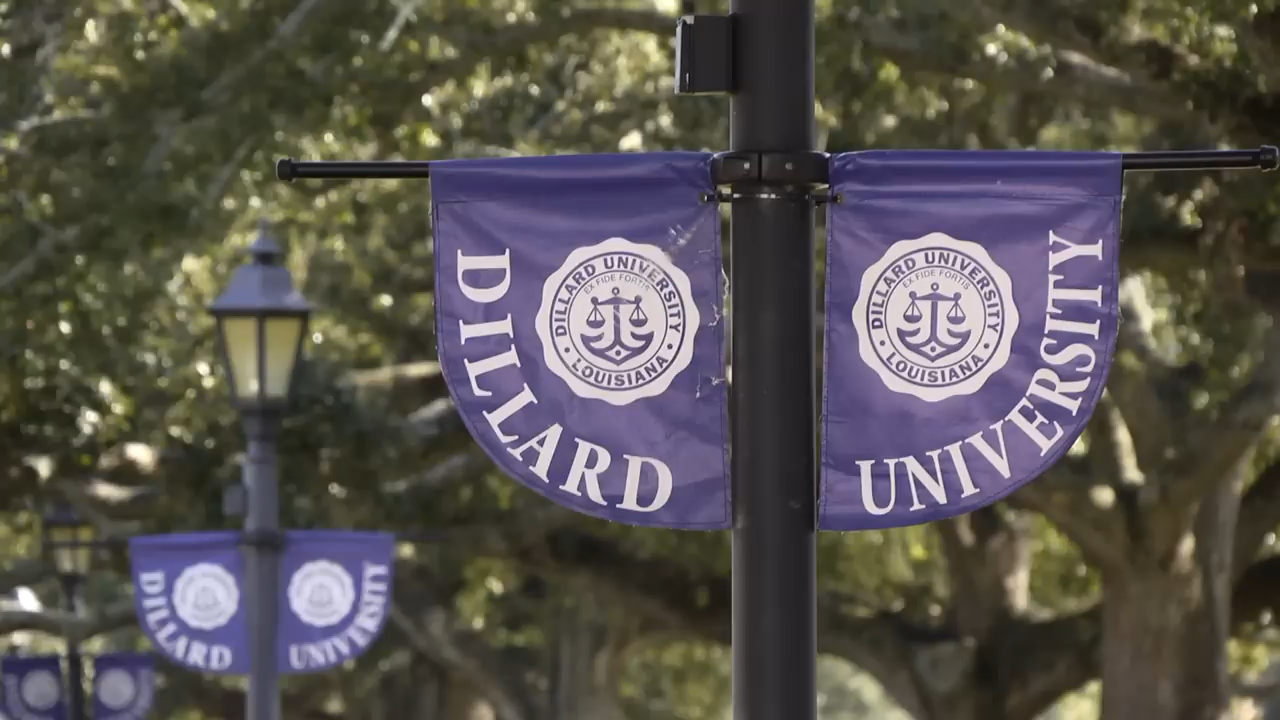 DILLARD
DILLARD UNIVERSITY
EX FIDE FORTIS
LOUISIANA
UNIVERSITY
DILLARD UNIVERSITY
EX FIDE FORTIS
LOUISIANA
DILLARD
UNIVERSITY